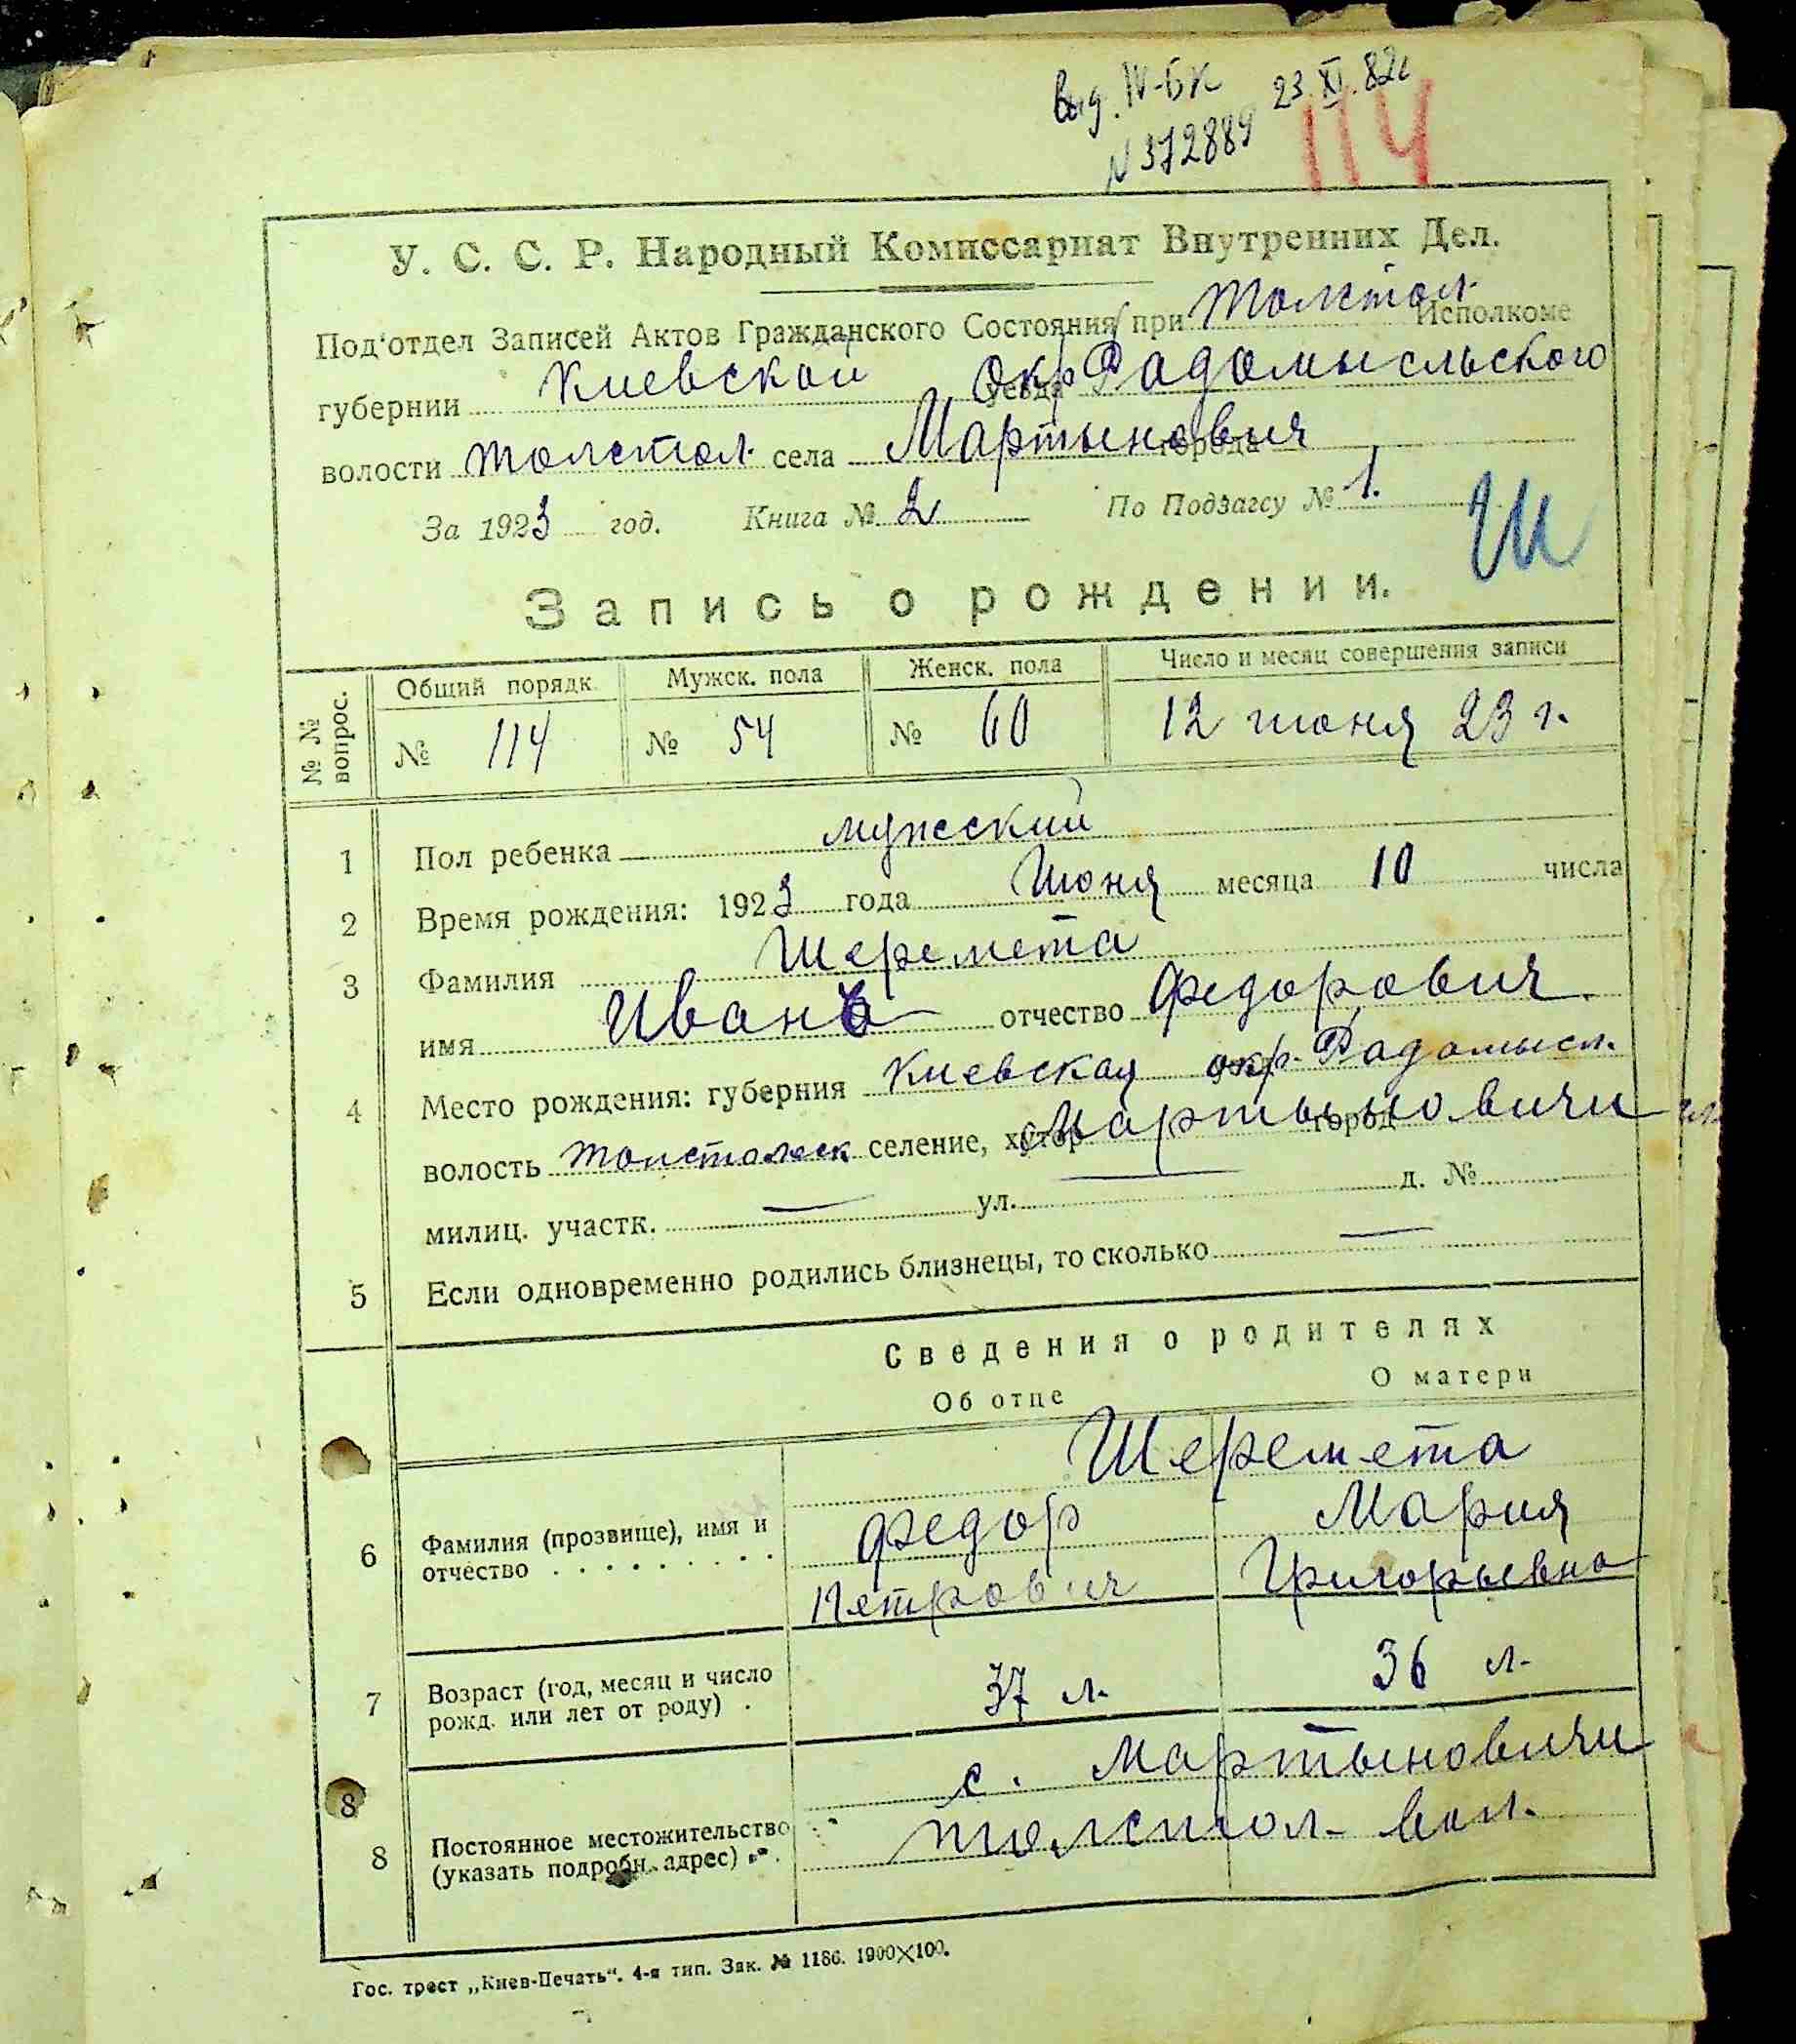 выд. IV-БК 23.XI.82г
N 372889 114
У. С. С. Р. Народный Комиссариат Внутренних Дел.
Под'отдел Записей Актов Гражданского Состояния при Толстол. Исполкоме
губернии Киевской уезда окр. Радомысльского
волости Толстол. села Мартынович города
За 1923 год. Книга № 2 По Подзагсу № 1.
Запись о рождении.
№ № вопрос. Общий порядк. Мужск. пола Женск. пола Число и месяц совершения записи
№ 114 № 54 № 60 12 июня 23 г.
1 Пол ребенка мужеский
2 Время рождения: 1923 года Июня месяца 10 числа
3 Фамилия Шеремета
имя Иван отчество Федорович
4 Место рождения: губерния Киевская окр. Радомысл.
волость Толстолеск селение, хутор Мартыновичи город
милиц. участк. — ул. — д. №
5 Если одновременно родились близнецы, то сколько —
Сведения о родителях
Об отце О матери
Шеремета
6 Фамилия (прозвище), имя и отчество Федор Мария
Петрович Григорьевна
7 Возраст (год, месяц и число рожд. или лет от роду) 37 л. 36 л.
8
с. Мартыновичи
8 Постоянное местожительство (указать подробн. адрес) толстол. вол.
Гос. трест „Киев-Печать“. 4-я тип. Зак. № 1186. 1900×100.